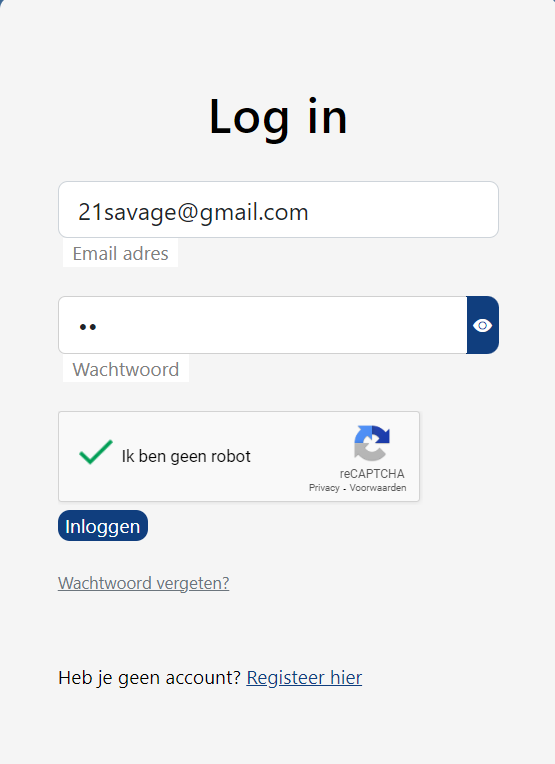 Log in
21savage@gmail.com
Email adres
••
Wachtwoord
Ik ben geen robot
reCAPTCHA
Privacy - Voorwaarden
Inloggen
Wachtwoord vergeten?
Heb je geen account? Registeer hier